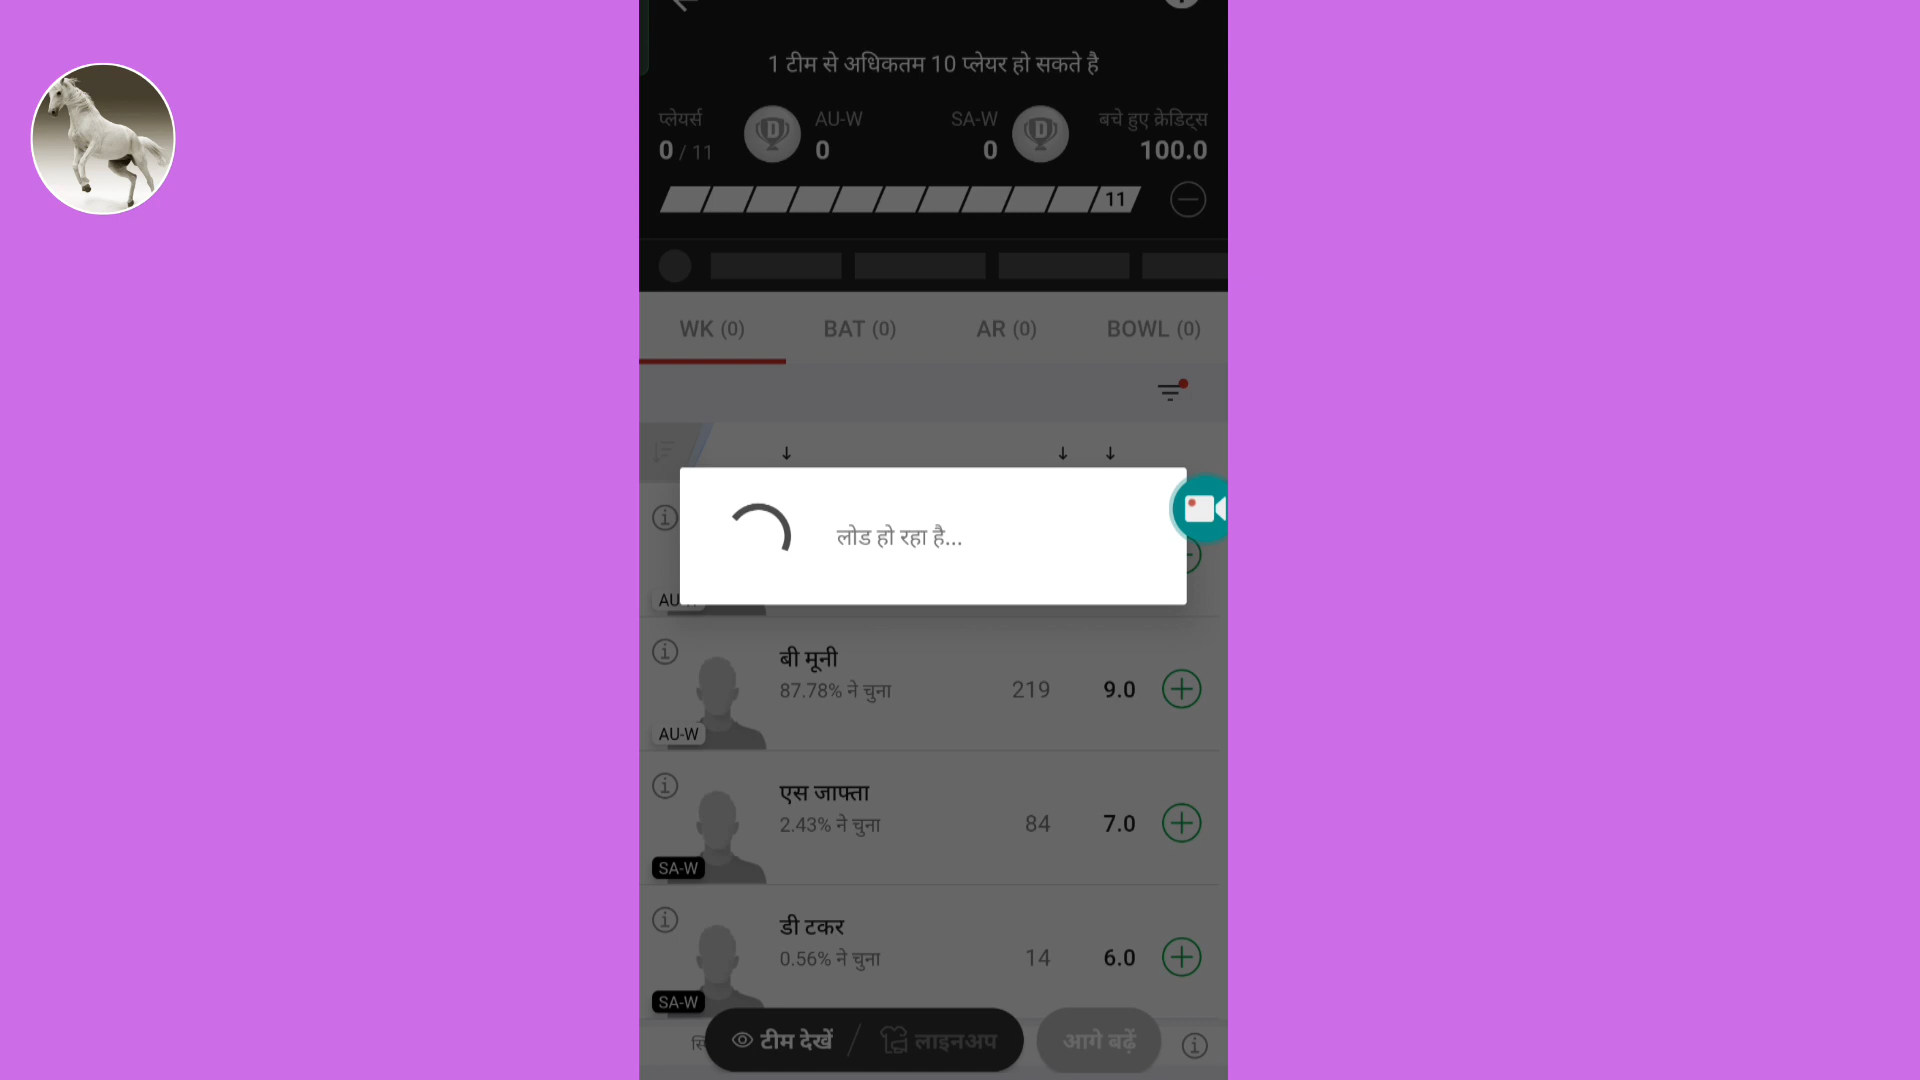 1 टीम से अधिकतम 10 प्लेयर हो सकते है
प्लेयर्स AU-W SA-W बचे हुए क्रेडिट्स
0 / 11 D 0 0 D 100.0
11
WK (0) BAT (0) AR (0) BOWL (0)
लोड हो रहा है...
बी मूनी
87.78% ने चुना 219 9.0
AU-W
एस जाफ्ता
2.43% ने चुना 84 7.0
SA-W
डी टकर
0.56% ने चुना 14 6.0
SA-W
टीम देखें / लाइनअप आगे बढ़ें